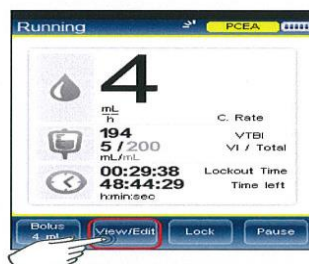 Running PCEA
4
mL
h
C. Rate
194 VTBI
5 / 200 VI / Total
mL/mL
00:29:38 Lockout Time
48:44:29 Time left
h:min:sec
Bolus View/Edit Lock Pause
4 ml